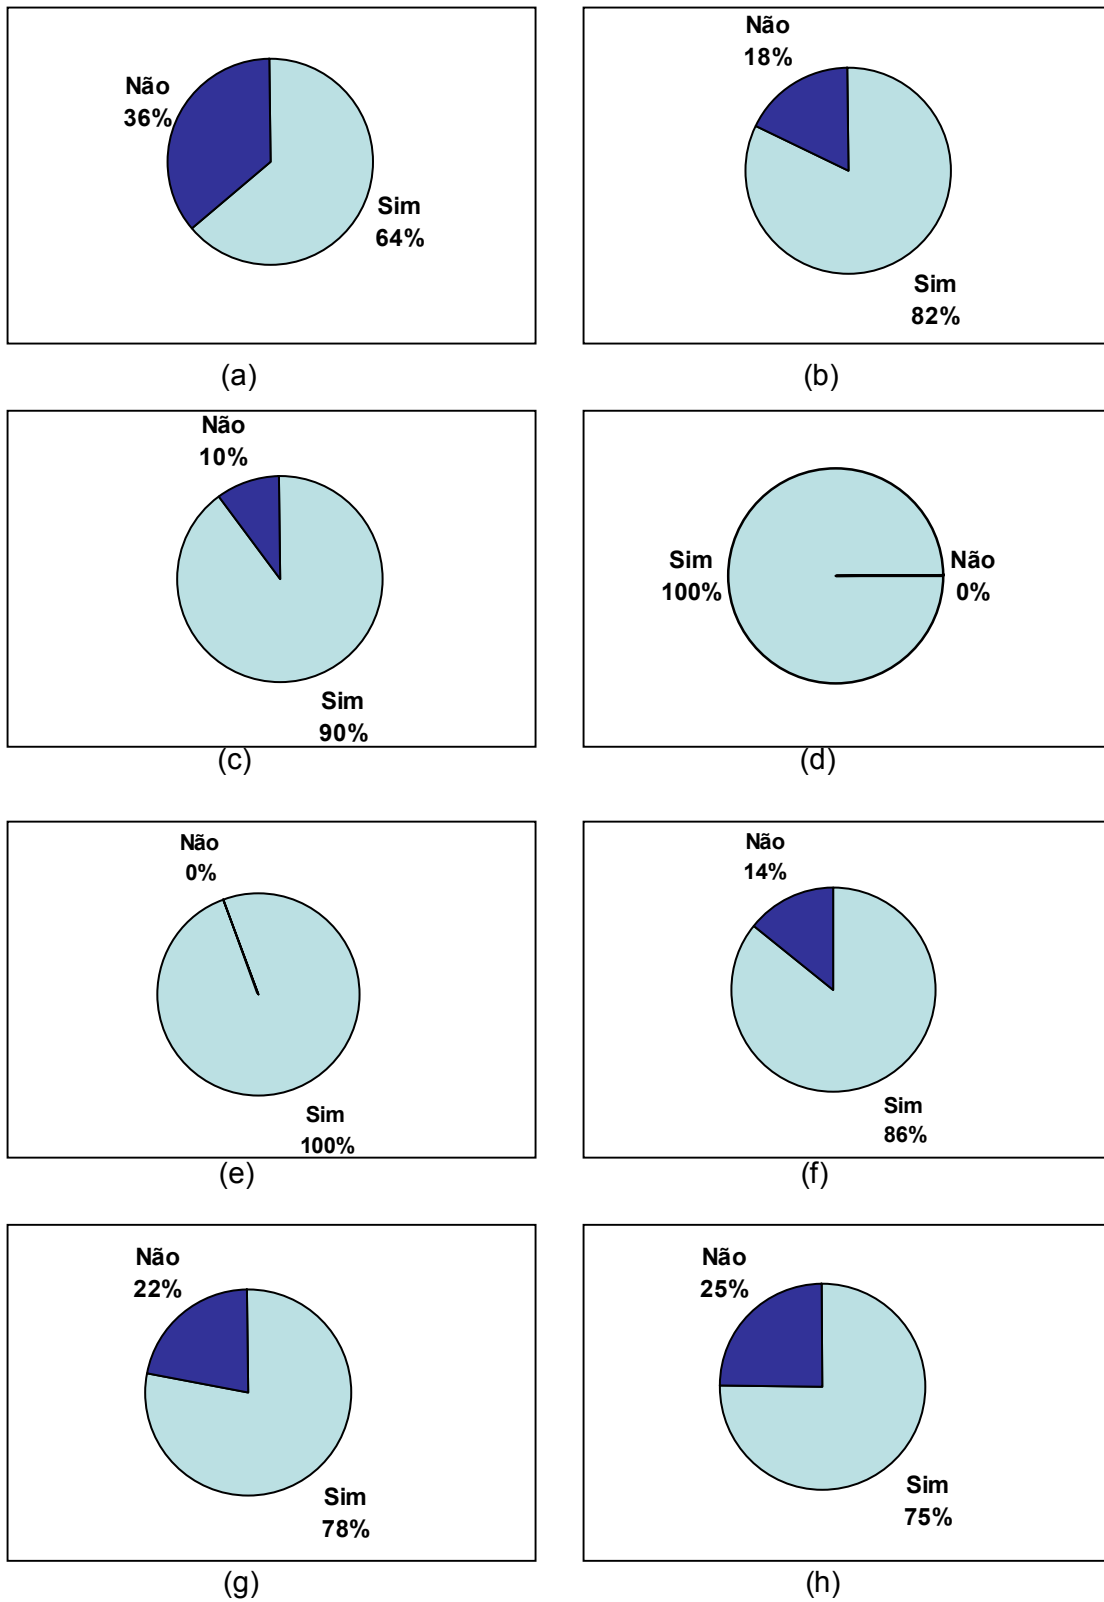 Não
36%
Sim
64%
(a)
Não
18%
Sim
82%
(b)
Não
10%
Sim
90%
(c)
Sim
100%
Não
0%
(d)
Não
0%
Sim
100%
(e)
Não
14%
Sim
86%
(f)
Não
22%
Sim
78%
(g)
Não
25%
Sim
75%
(h)